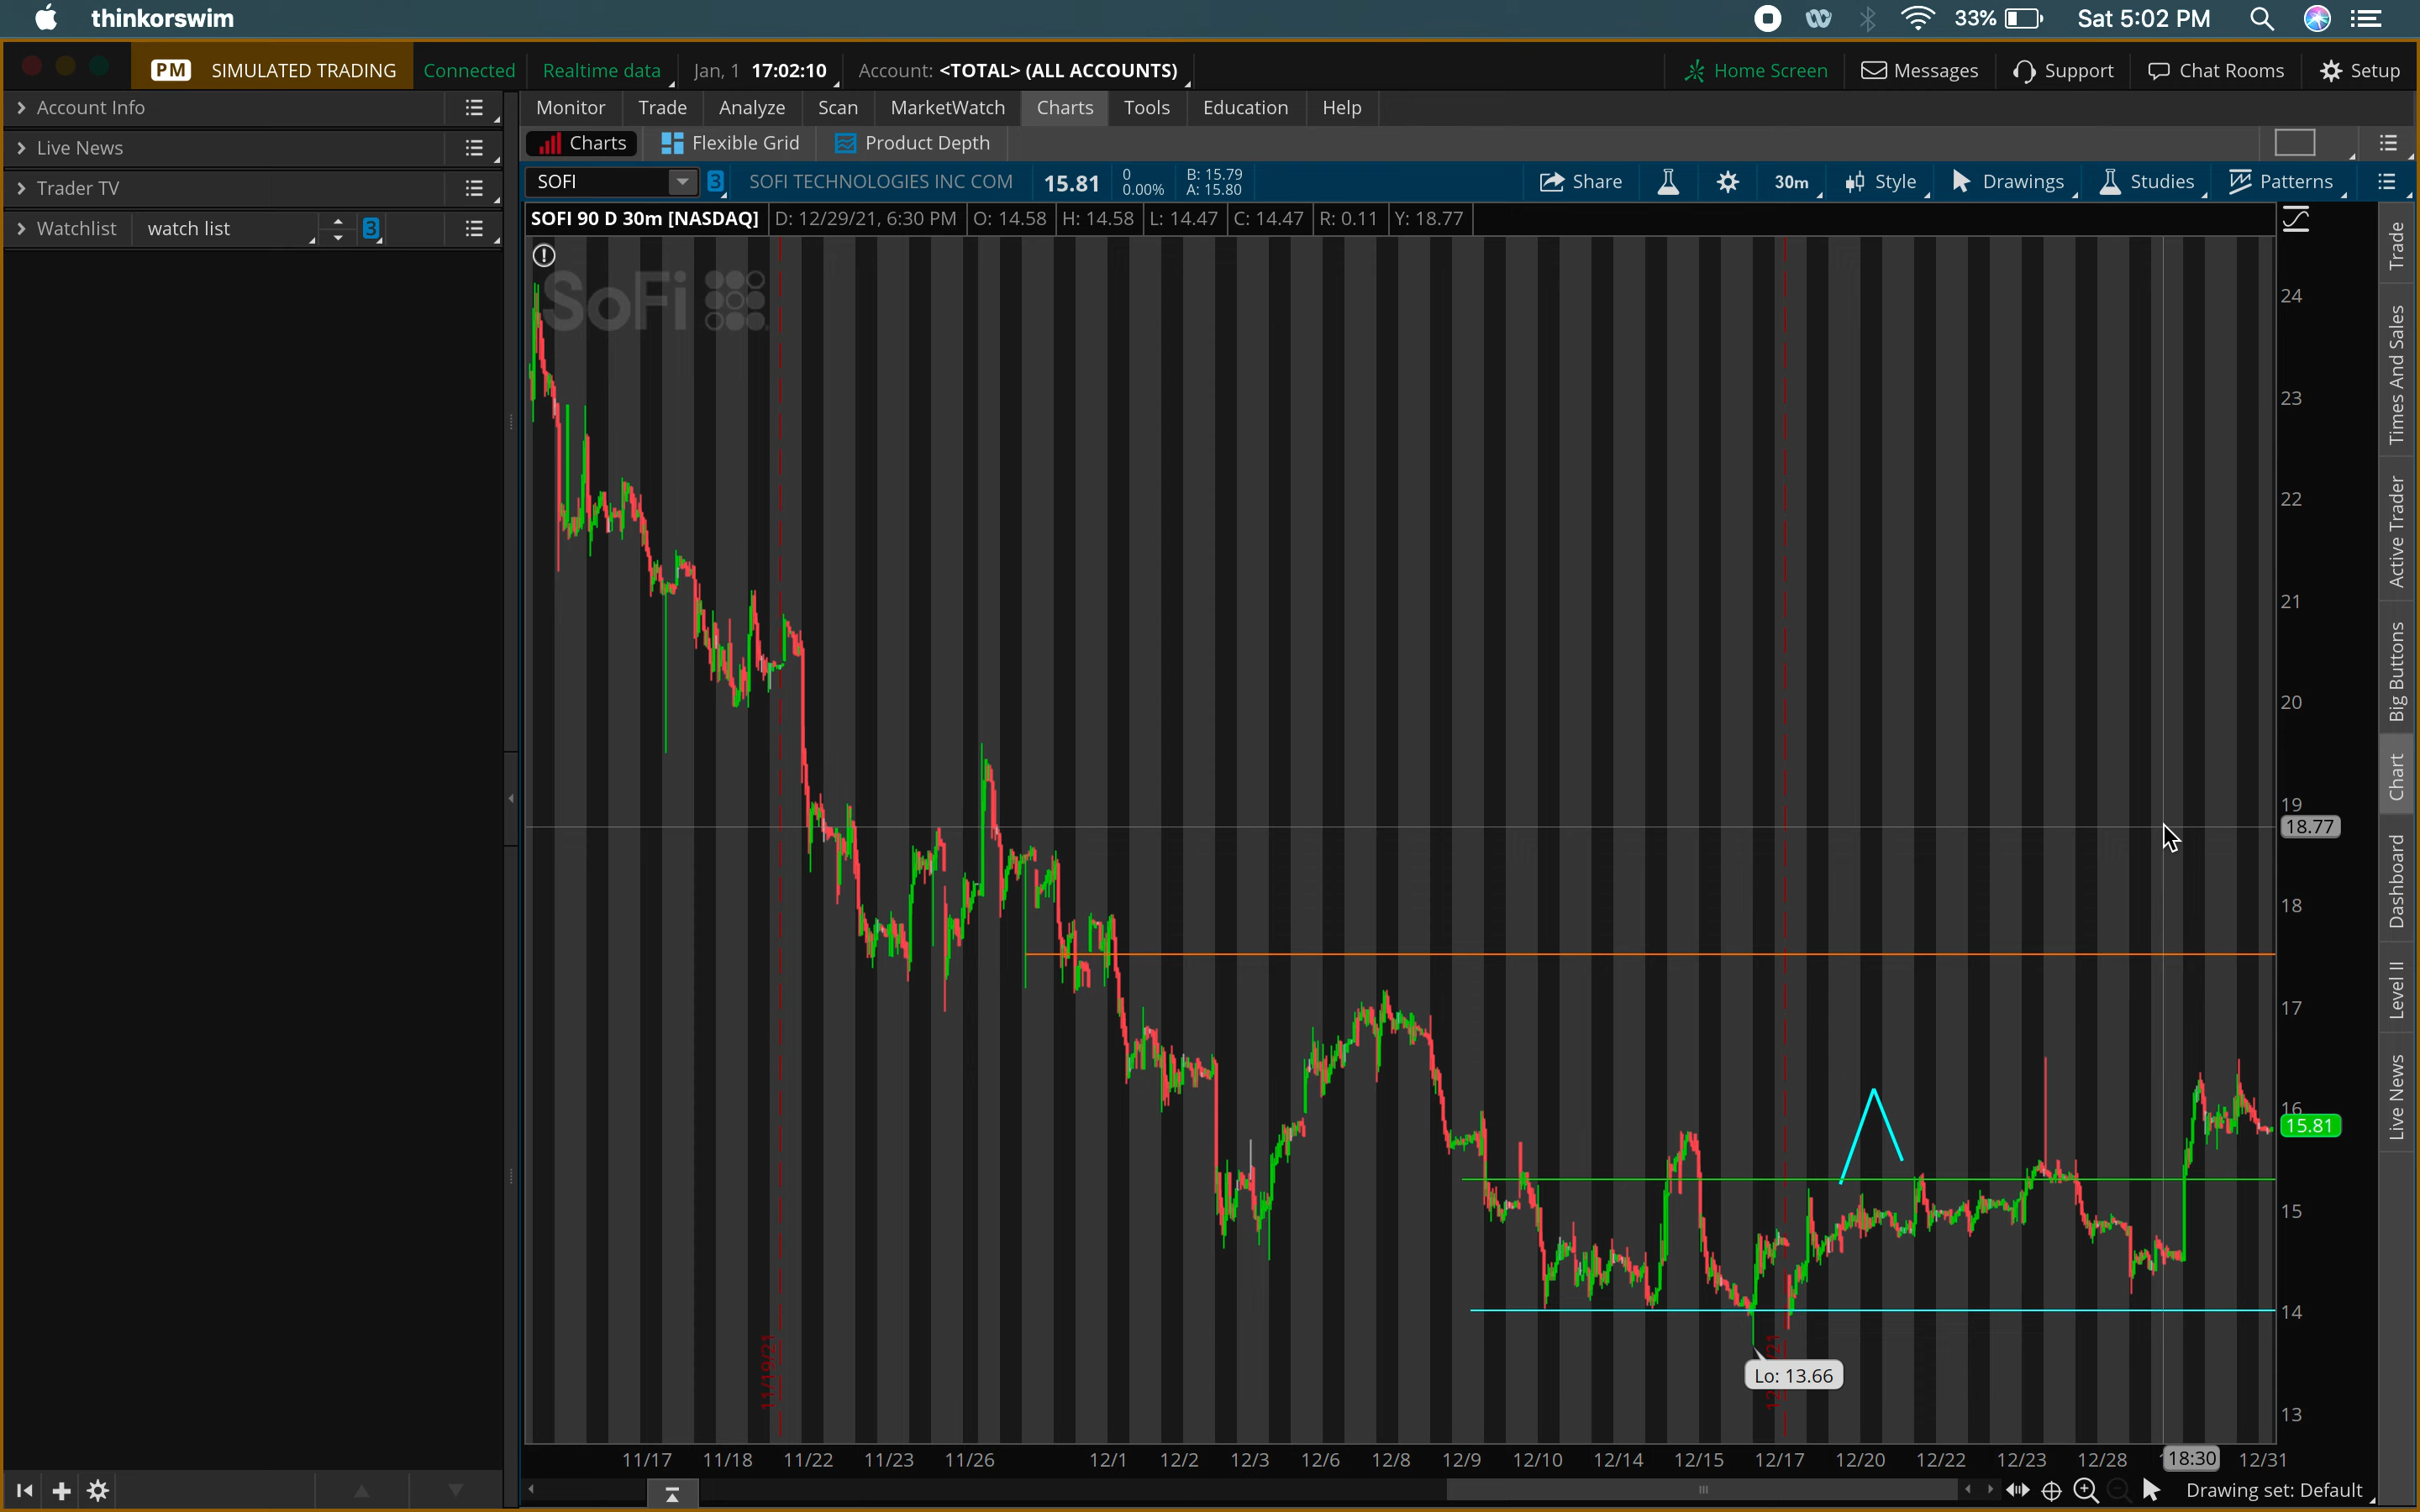 thinkorswim 33% Sat 5:02 PM
PM SIMULATED TRADING Connected Realtime data Jan, 1 17:02:10 Account: <TOTAL> (ALL ACCOUNTS) Home Screen Messages Support Chat Rooms Setup
Account Info Monitor Trade Analyze Scan MarketWatch Charts Tools Education Help
Live News Charts Flexible Grid Product Depth
Trader TV SOFI 3 SOFI TECHNOLOGIES INC COM 15.81 0 B: 15.79 Share 30m Style Drawings Studies Patterns
0.00% A: 15.80
Watchlist watch list 3 SOFI 90 D 30m [NASDAQ] D: 12/29/21, 6:30 PM O: 14.58 H: 14.58 L: 14.47 C: 14.47 R: 0.11 Y: 18.77
SoFi
24
23
22
21
20
19
18.77
18
17
16
15.81
15
14
13
Lo: 13.66
11/19/21
11/17 11/18 11/22 11/23 11/26 12/1 12/2 12/3 12/6 12/8 12/9 12/10 12/14 12/15 12/17 12/20 12/22 12/23 12/28 18:30 12/31
Drawing set: Default
Trade
Times And Sales
Active Trader
Big Buttons
Chart
Dashboard
Level II
Live News